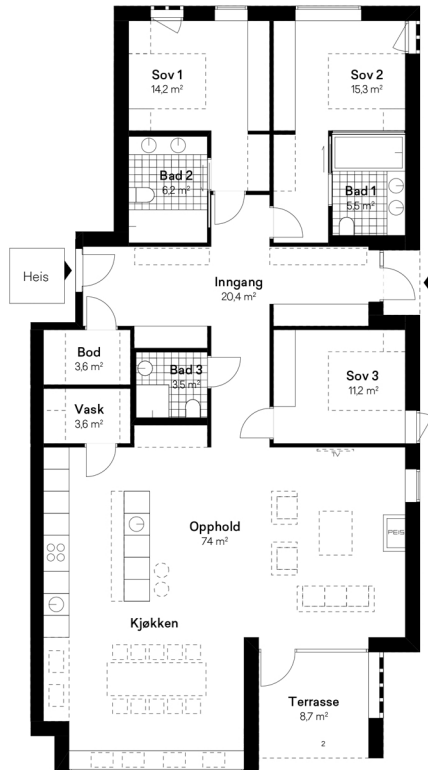 Sov 1
14,2 m²
Sov 2
15,3 m²
Bad 2
6,2 m²
Bad 1
5,5 m²
Heis
Inngang
20,4 m²
Bod
3,6 m²
Bad 3
3,5 m²
Sov 3
11,2 m²
Vask
3,6 m²
TV
Opphold
74 m²
PEIS
Kjøkken
Terrasse
8,7 m²
2